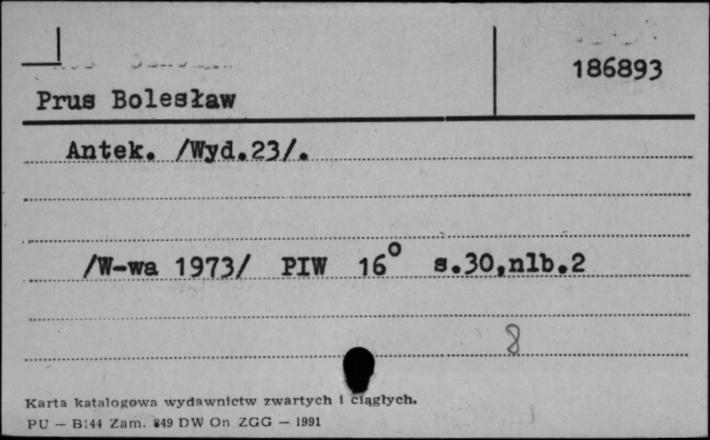 186893
Prus Bolesław
Antek. /Wyd.23/.
/W-wa 1973/ PIW 16° s.30,nlb.2
8
Karta katalogowa wydawnictw zwartych i ciągłych.
PU — B144 Zam. 849 DW On ZGG — 1991